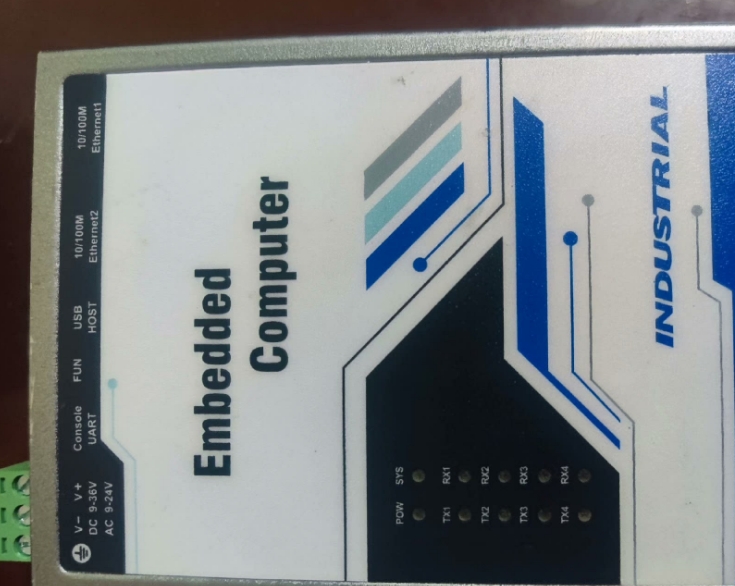 V- V+
DC 9-36V
AC 9-24V
Console
UART
FUN
USB
HOST
10/100M
Ethernet2
10/100M
Ethernet1
Embedded
Computer
POW SYS
TX1 RX1
TX2 RX2
TX3 RX3
TX4 RX4
INDUSTRIAL